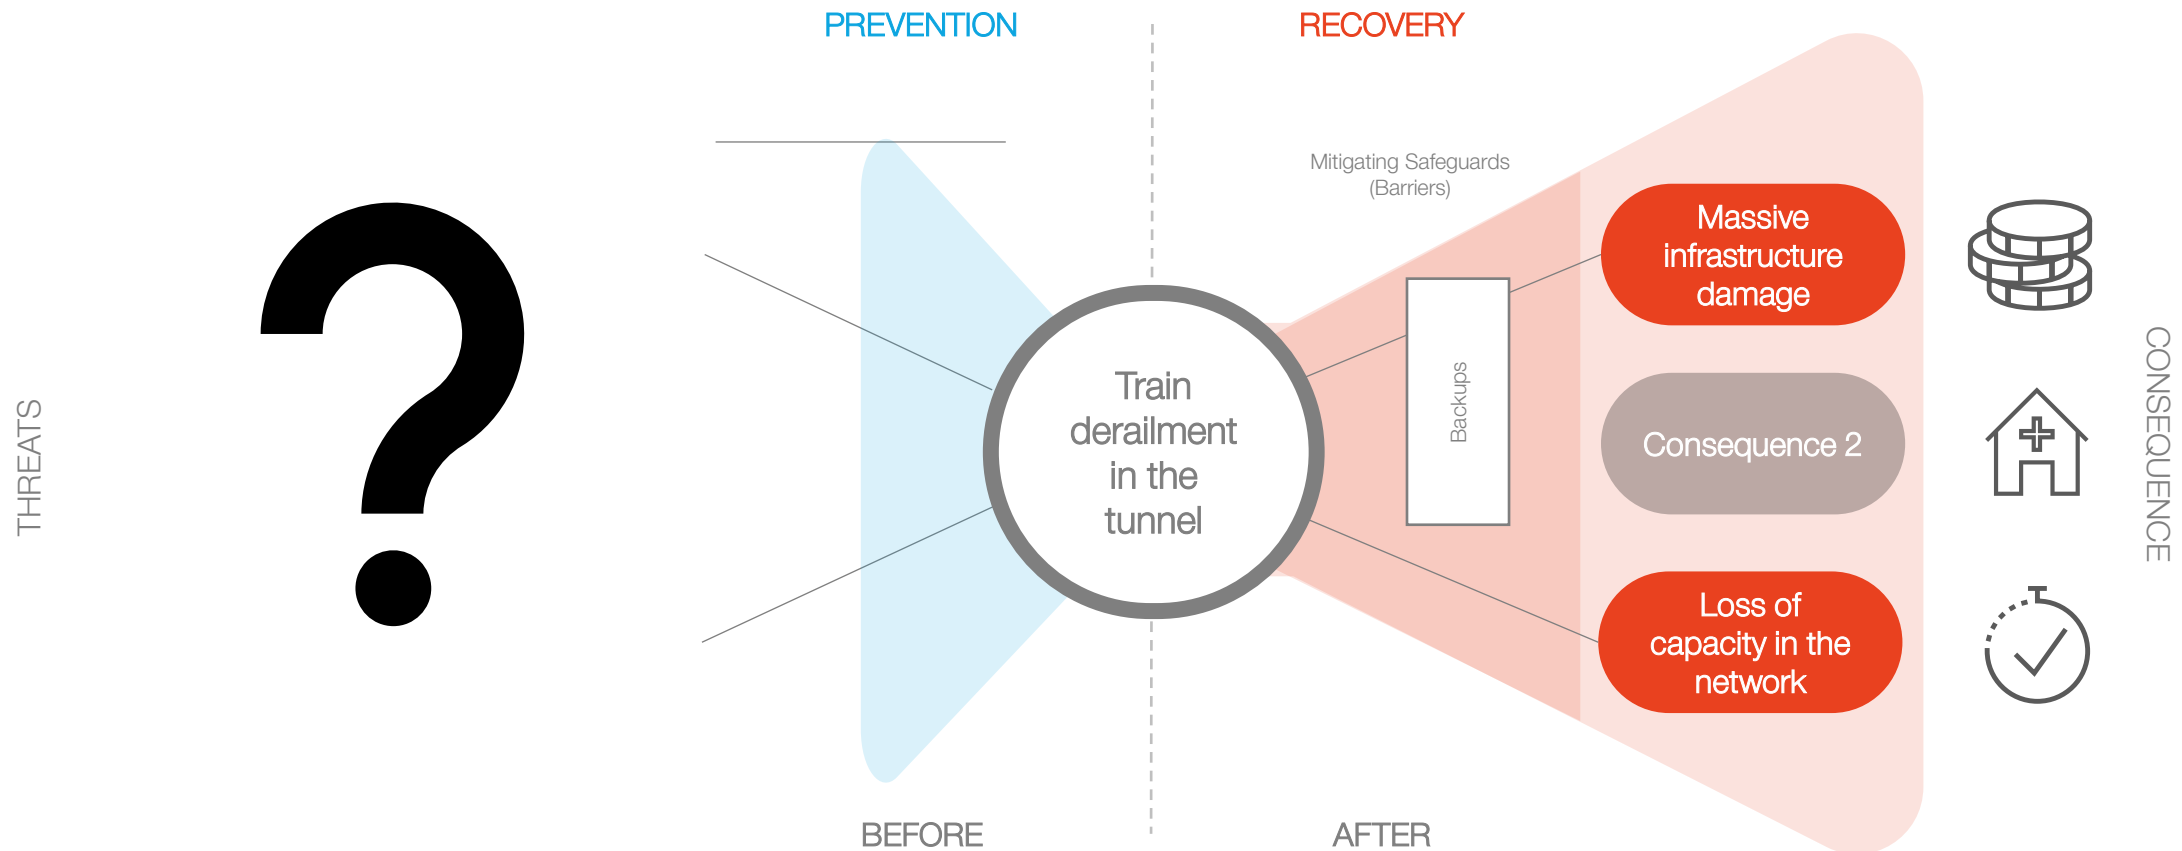 PREVENTION
RECOVERY
Mitigating Safeguards
(Barriers)
THREATS
Train
derailment
in the
tunnel
Backups
Massive
infrastructure
damage
Consequence 2
Loss of
capacity in the
network
CONSEQUENCE
BEFORE
AFTER
?